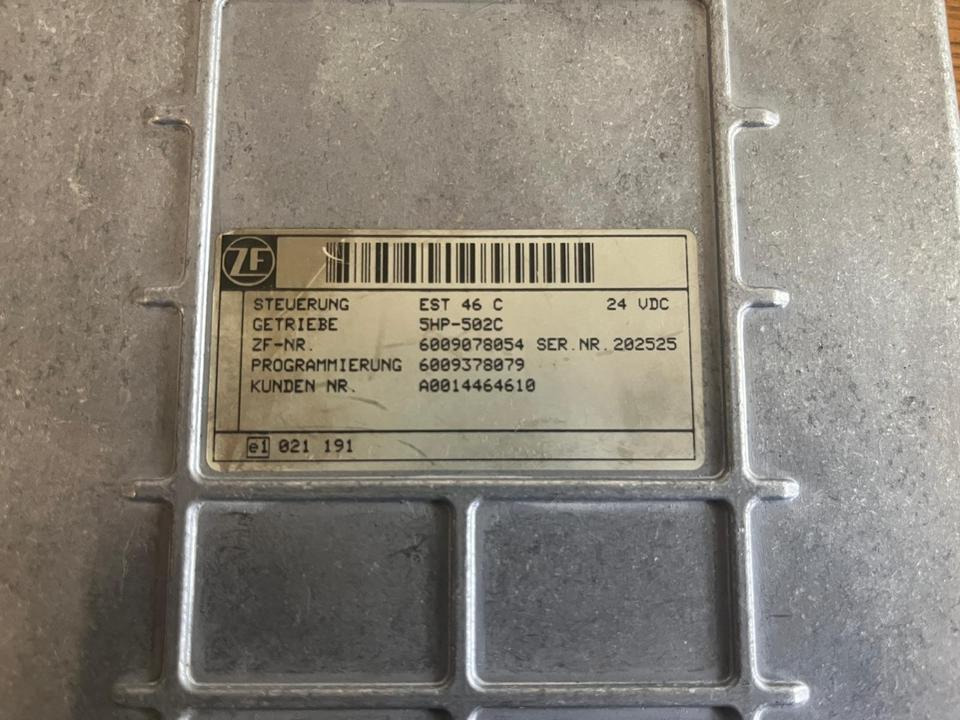 ZF
STEUERUNG EST 46 C 24 VDC
GETRIEBE 5HP-502C
ZF-NR. 6009078054 SER.NR.202525
PROGRAMMIERUNG 6009378079
KUNDEN NR. A0014464610
e1 021 191